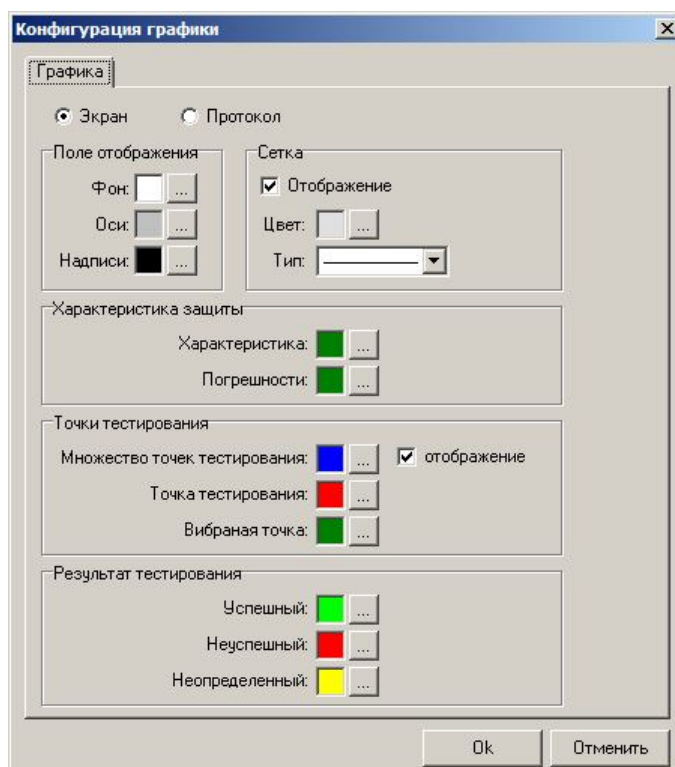 Конфигурация графики
Графика
Экран Протокол
Поле отображения
Фон: ...
Оси: ...
Надписи: ...
Сетка
Отображение
Цвет: ...
Тип:
Характеристика защиты
Характеристика: ...
Погрешности: ...
Точки тестирования
Множество точек тестирования: ... отображение
Точка тестирования: ...
Вибраная точка: ...
Результат тестирования
Успешный: ...
Неуспешный: ...
Неопределенный: ...
Ok Отменить